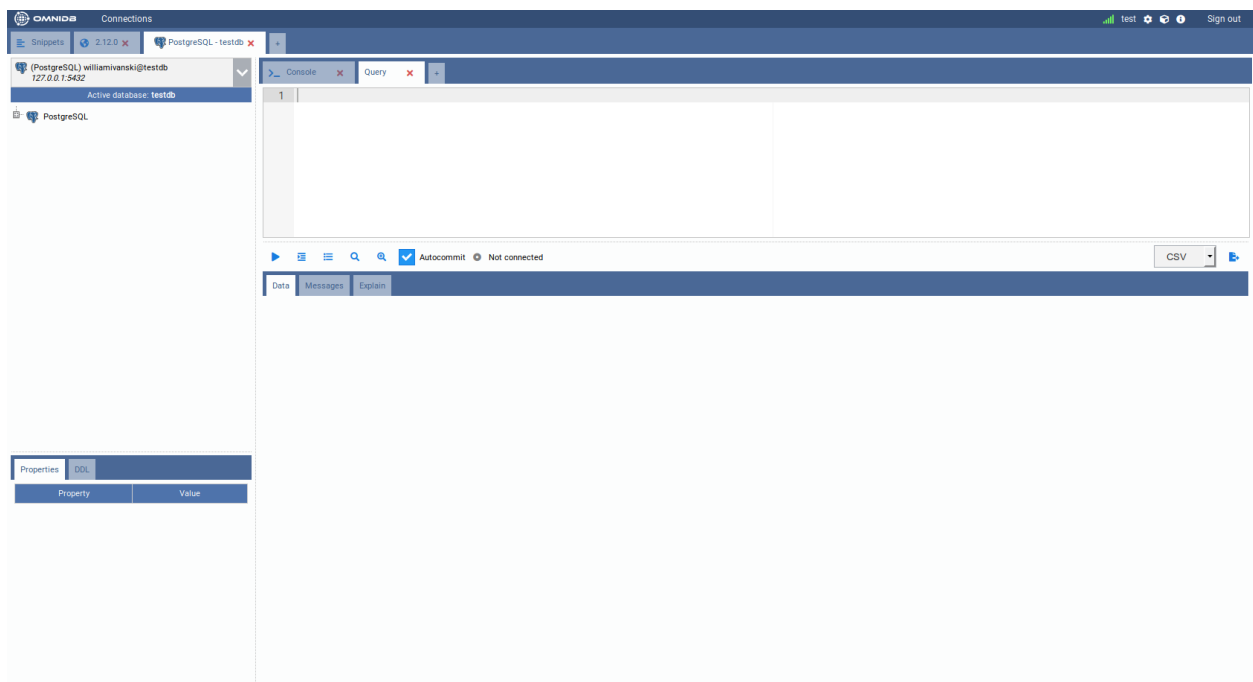 OMNIDB Connections test Sign out
Snippets 2.12.0 PostgreSQL - testdb +
(PostgreSQL) williamivanski@testdb
127.0.0.1:5432
Active database: testdb
PostgreSQL
>_ Console Query +
1
Autocommit Not connected CSV
Data Messages Explain
Properties DDL
Property Value